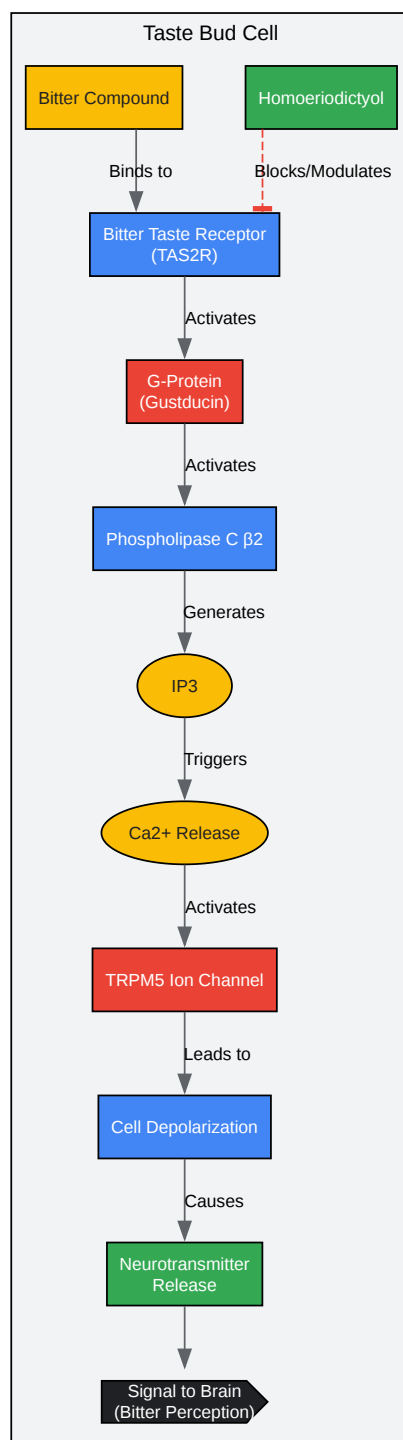 Taste Bud Cell
Bitter Compound
Homoeriodictyol
Binds to
Blocks/Modulates
Bitter Taste Receptor
(TAS2R)
Activates
G-Protein
(Gustducin)
Activates
Phospholipase C β2
Generates
IP3
Triggers
Ca2+ Release
Activates
TRPM5 Ion Channel
Leads to
Cell Depolarization
Causes
Neurotransmitter
Release
Signal to Brain
(Bitter Perception)